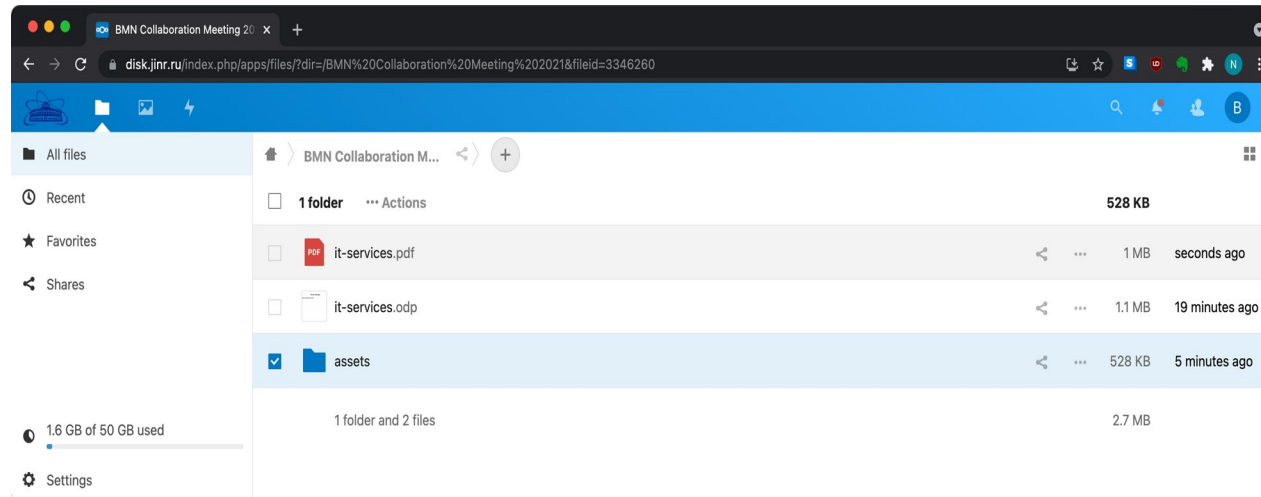 BMN Collaboration Meeting 20
disk.jinr.ru/index.php/apps/files/?dir=/BMN%20Collaboration%20Meeting%202021&fileid=3346260
S
N
B
All files
BMN Collaboration M...
Recent
1 folder ··· Actions 528 KB
Favorites
PDF it-services.pdf ··· 1 MB seconds ago
Shares
it-services.odp ··· 1.1 MB 19 minutes ago
assets ··· 528 KB 5 minutes ago
1 folder and 2 files 2.7 MB
1.6 GB of 50 GB used
Settings